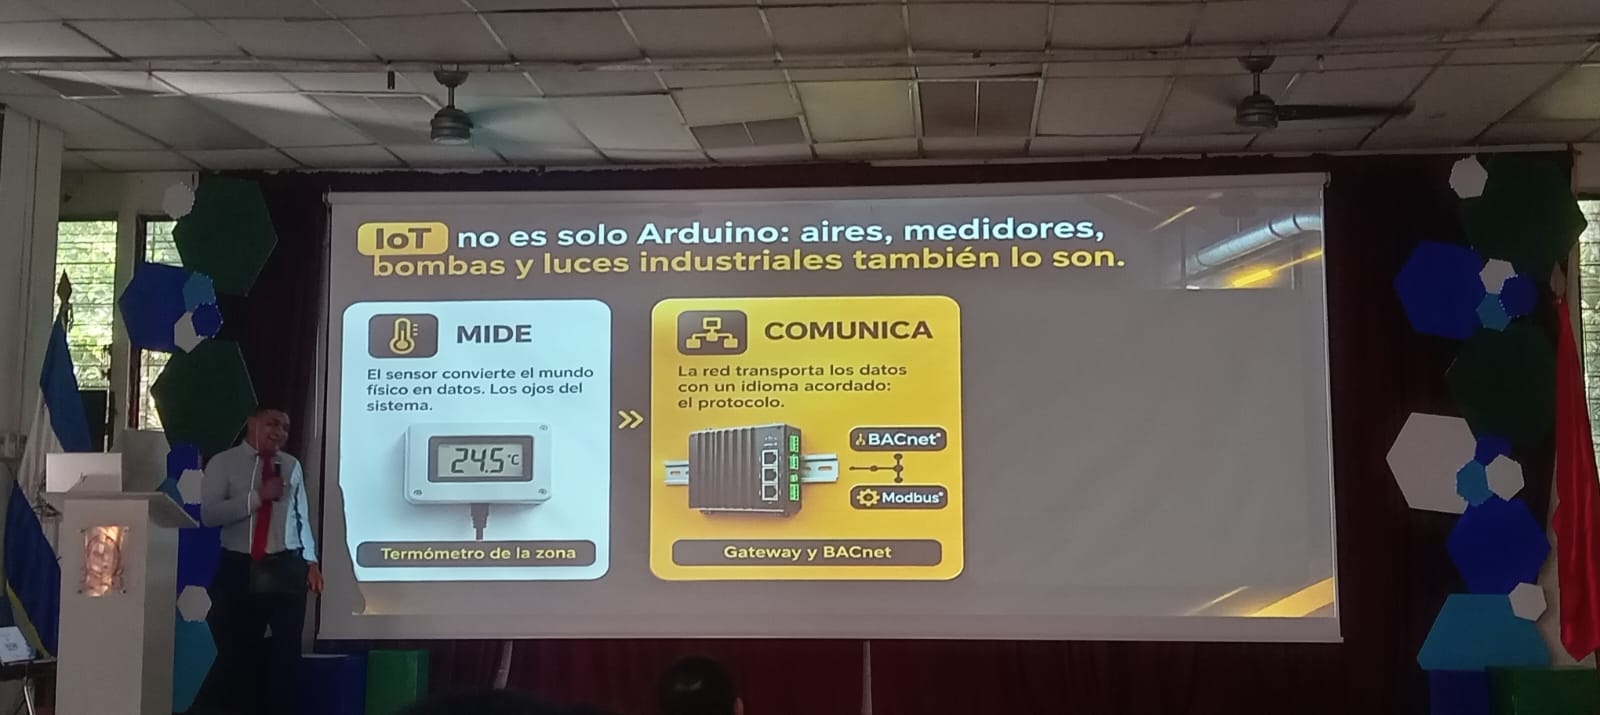 IoT no es solo Arduino: aires, medidores,
bombas y luces industriales también lo son.
MIDE
El sensor convierte el mundo
físico en datos. Los ojos del
sistema.
24.5°C
Termómetro de la zona
COMUNICA
La red transporta los datos
con un idioma acordado:
el protocolo.
BACnet
Modbus
Gateway y BACnet